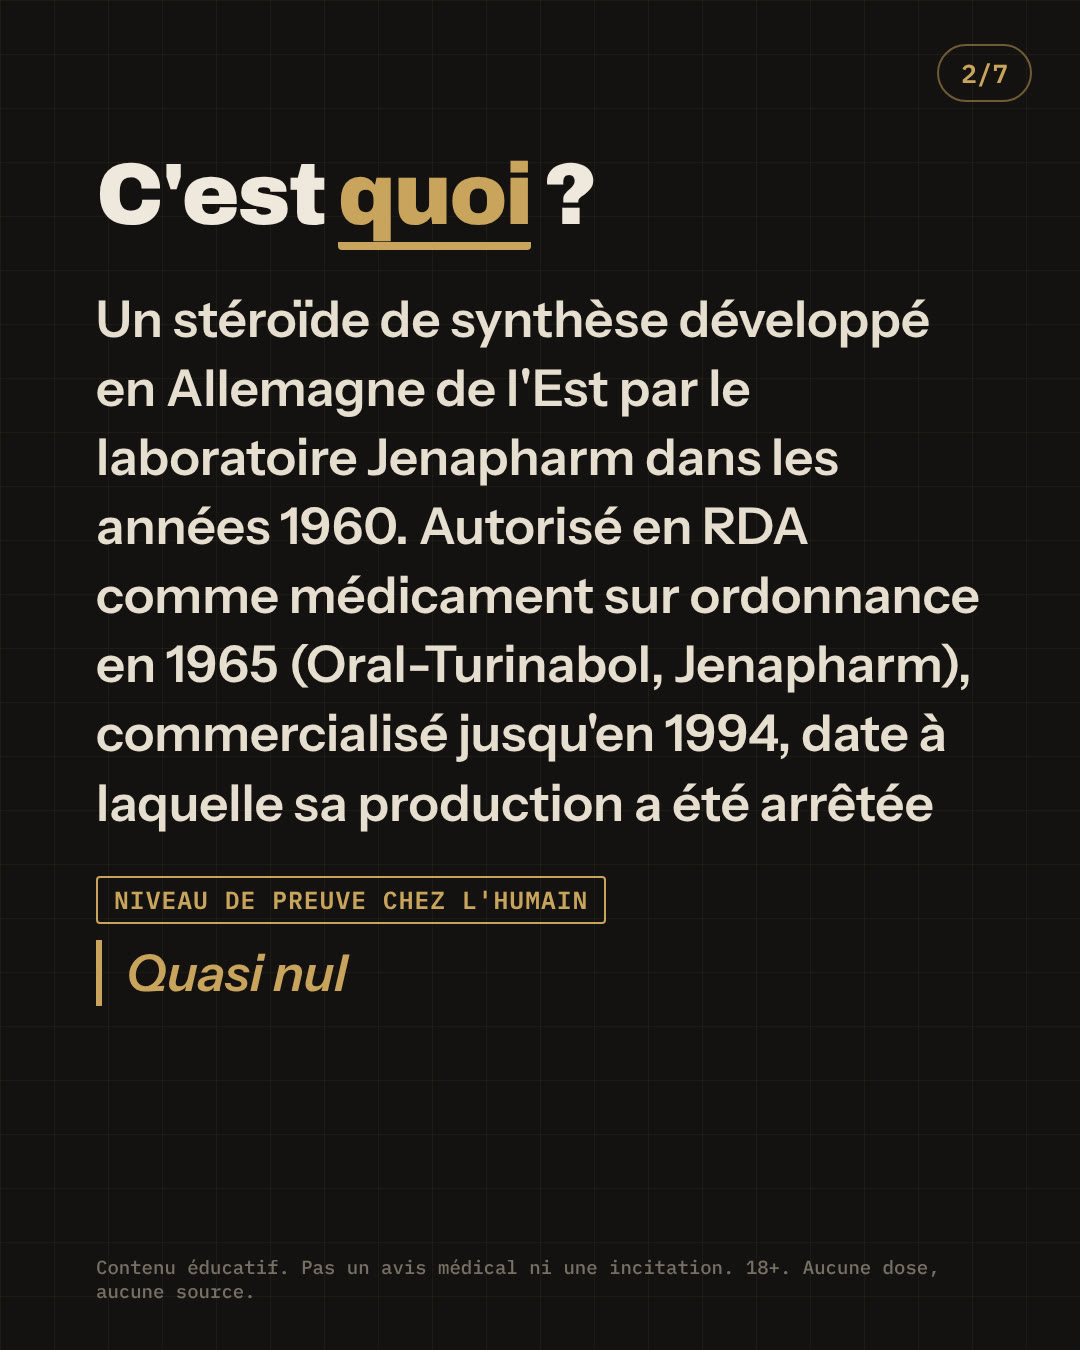 2/7
C'est quoi ?
Un stéroïde de synthèse développé
en Allemagne de l'Est par le
laboratoire Jenapharm dans les
années 1960. Autorisé en RDA
comme médicament sur ordonnance
en 1965 (Oral-Turinabol, Jenapharm),
commercialisé jusqu'en 1994, date à
laquelle sa production a été arrêtée
NIVEAU DE PREUVE CHEZ L'HUMAIN
Quasi nul
Contenu éducatif. Pas un avis médical ni une incitation. 18+. Aucune dose,
aucune source.